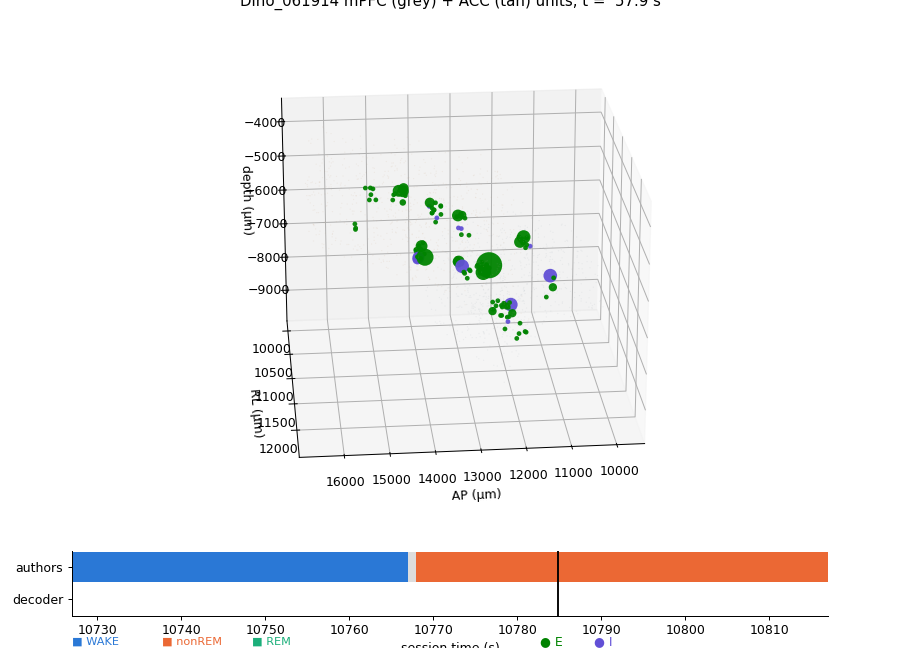 Dino_061914 mPFC (grey) + ACC (tan) units, t = 57.9 s
−4000
−5000
−6000
−7000
−8000
−9000
depth (μm)
10000
10500
11000
11500
12000
ML (μm)
16000 15000 14000 13000 12000 11000 10000
AP (μm)
authors
decoder
10730 10740 10750 10760 10770 10780 10790 10800 10810
WAKE nonREM REM E I
session time (s)